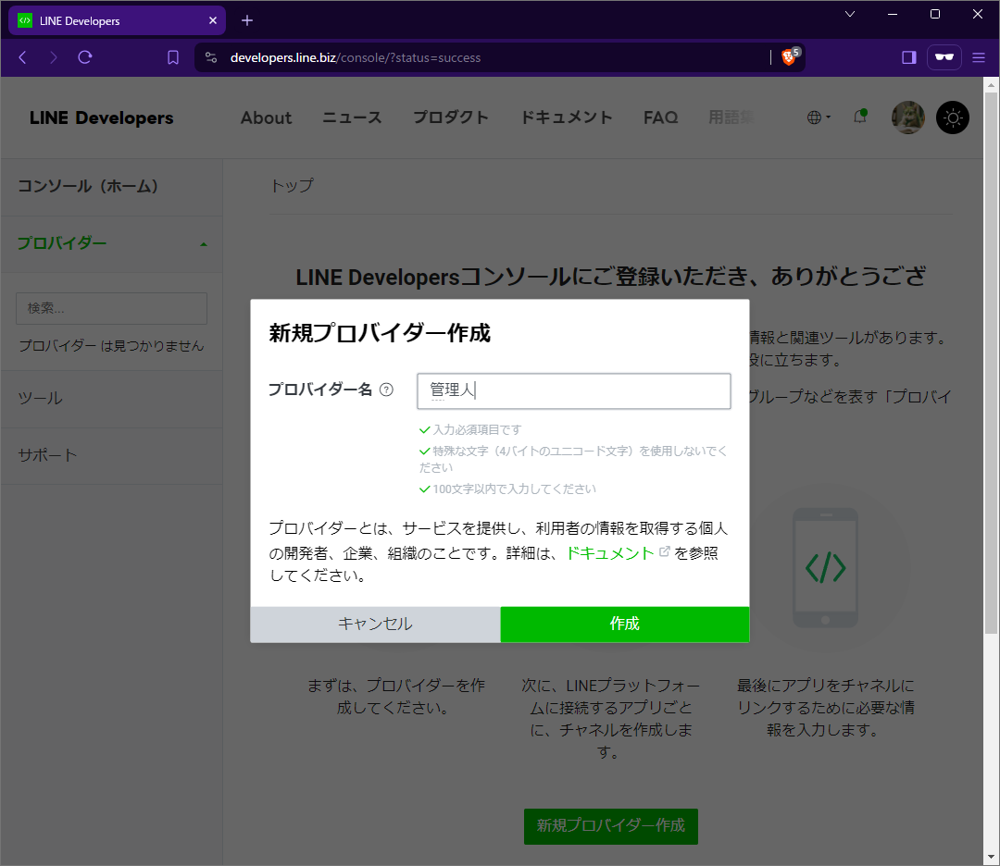 LINE Developers
developers.line.biz/console/?status=success
5
LINE Developers
About
ニュース
プロダクト
ドキュメント
FAQ
用語集
コンソール（ホーム）
プロバイダー
検索...
プロバイダー は見つかりません
ツール
サポート
トップ
LINE Developersコンソールにご登録いただき、ありがとうござ
情報と関連ツールがあります。
役に立ちます。
グループなどを表す「プロバイ
新規プロバイダー作成
プロバイダー名 ?
管理人
入力必須項目です
特殊な文字（4バイトのユニコード文字）を使用しないでく
ださい
100文字以内で入力してください
プロバイダーとは、サービスを提供し、利用者の情報を取得する個人
の開発者、企業、組織のことです。詳細は、ドキュメント を参照
してください。
キャンセル
作成
</>
まずは、プロバイダーを作
成してください。
次に、LINEプラットフォー
ムに接続するアプリごと
に、チャネルを作成しま
す。
最後にアプリをチャネルに
リンクするために必要な情
報を入力します。
新規プロバイダー作成